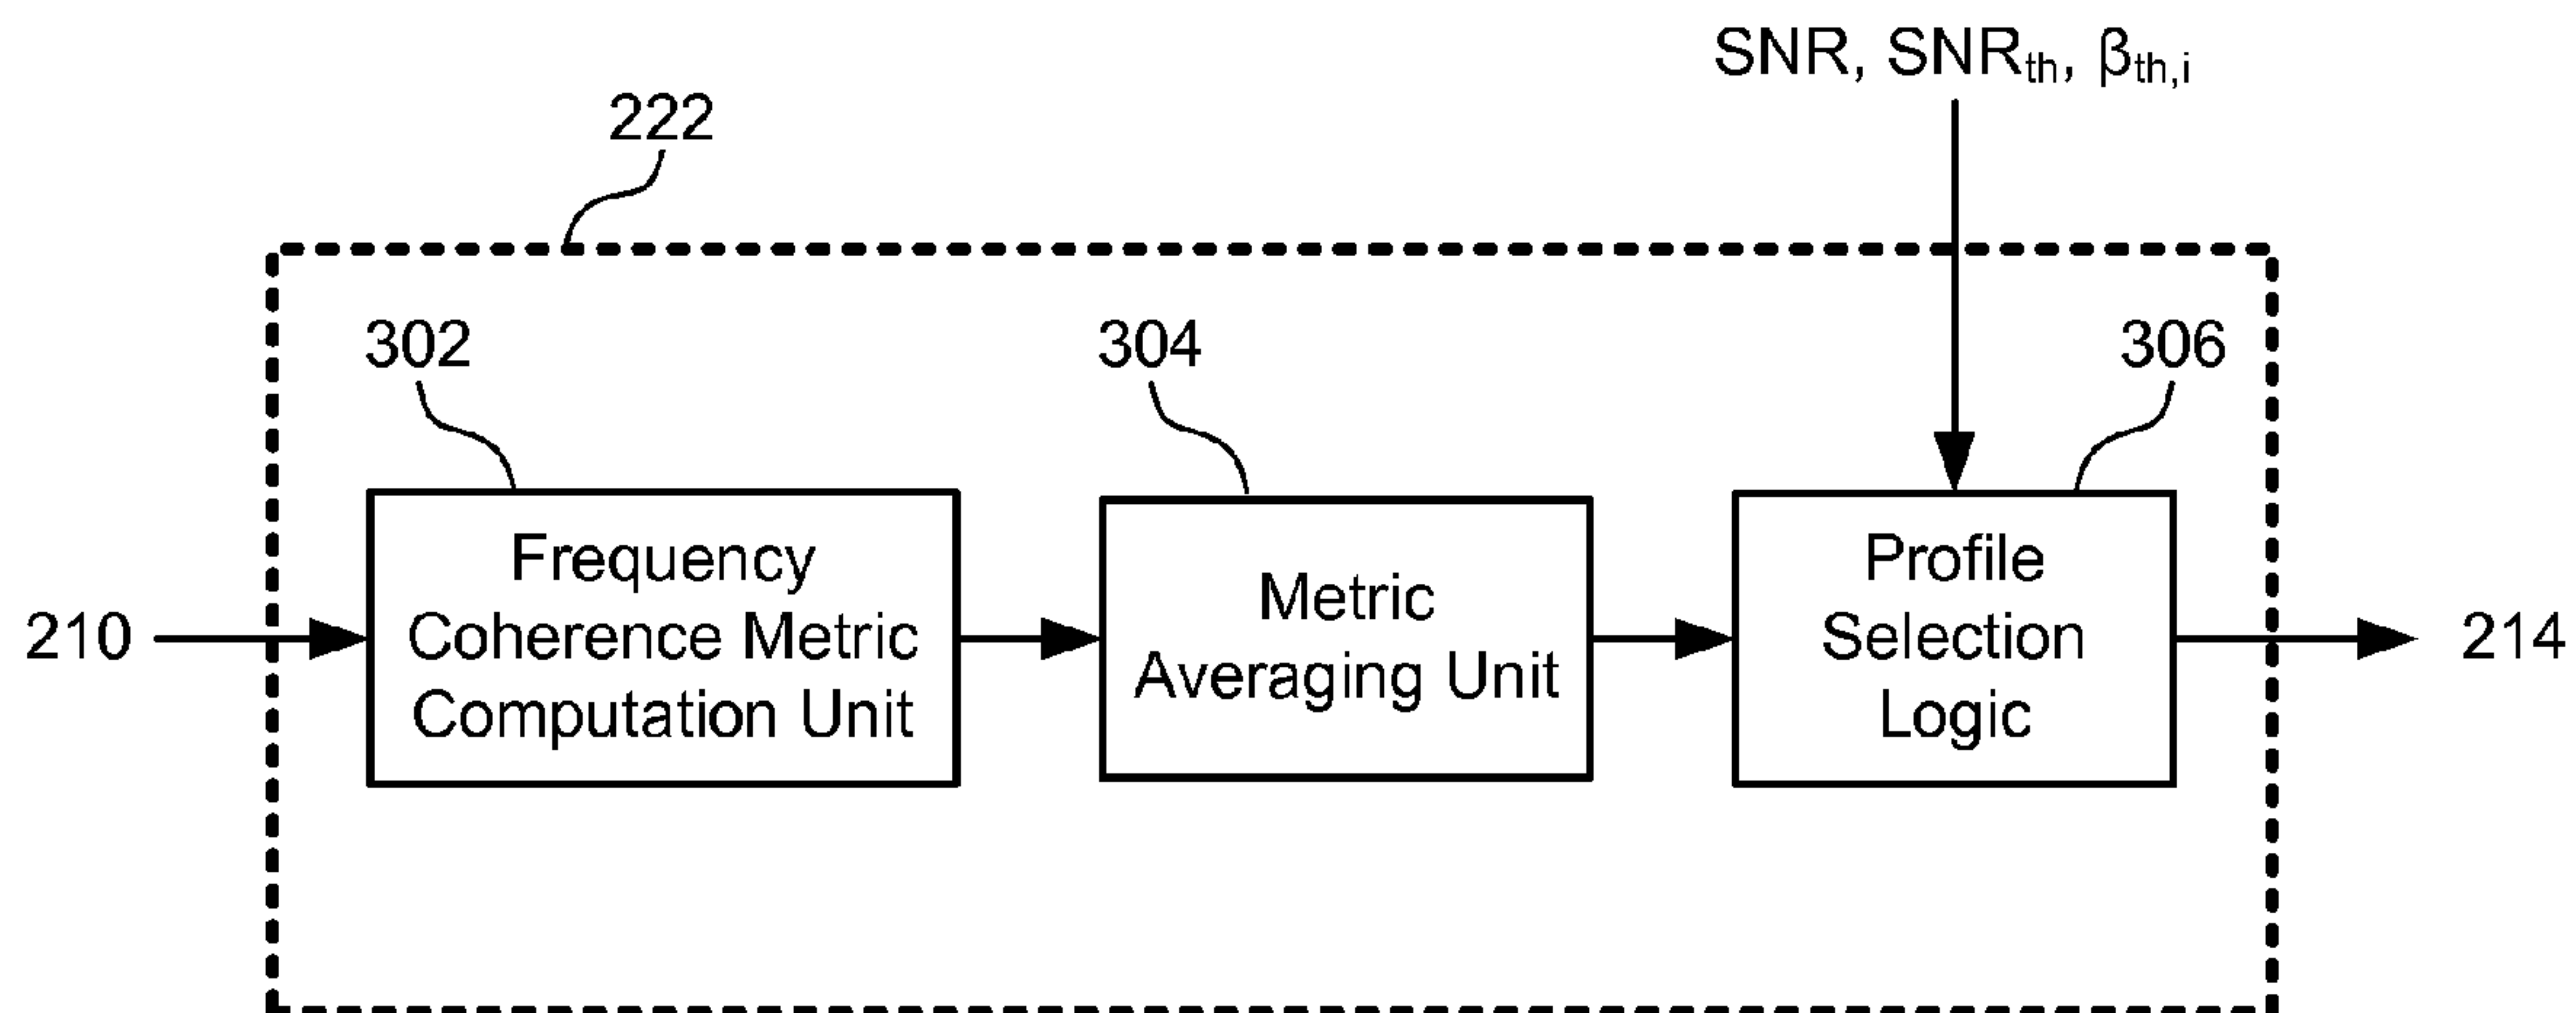 SNR, SNRth, βth,i
222
302
304
306
Frequency
Coherence Metric
Computation Unit
Metric
Averaging Unit
Profile
Selection
Logic
210
214